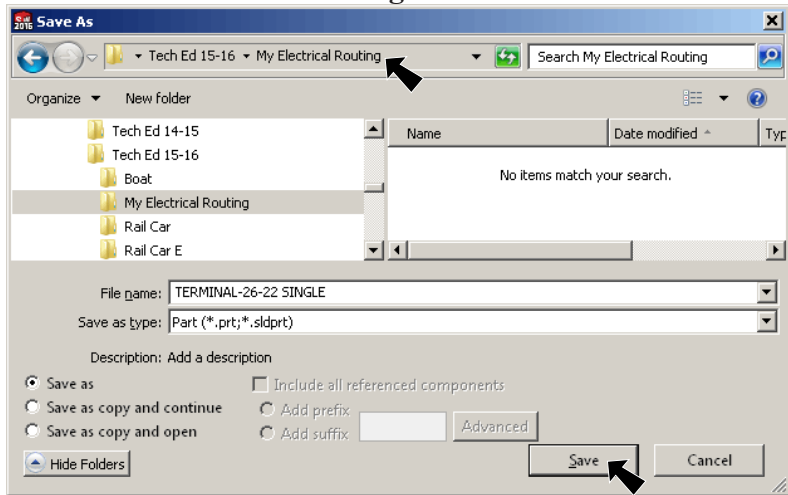 SW 2016 Save As
Tech Ed 15-16 My Electrical Routing Search My Electrical Routing
Organize New folder
Tech Ed 14-15
Tech Ed 15-16
Boat
My Electrical Routing
Rail Car
Rail Car E
Name Date modified Typ
No items match your search.
File name: TERMINAL-26-22 SINGLE
Save as type: Part (*.prt;*.sldprt)
Description: Add a description
Save as Include all referenced components
Save as copy and continue Add prefix
Save as copy and open Add suffix Advanced
Hide Folders Save Cancel